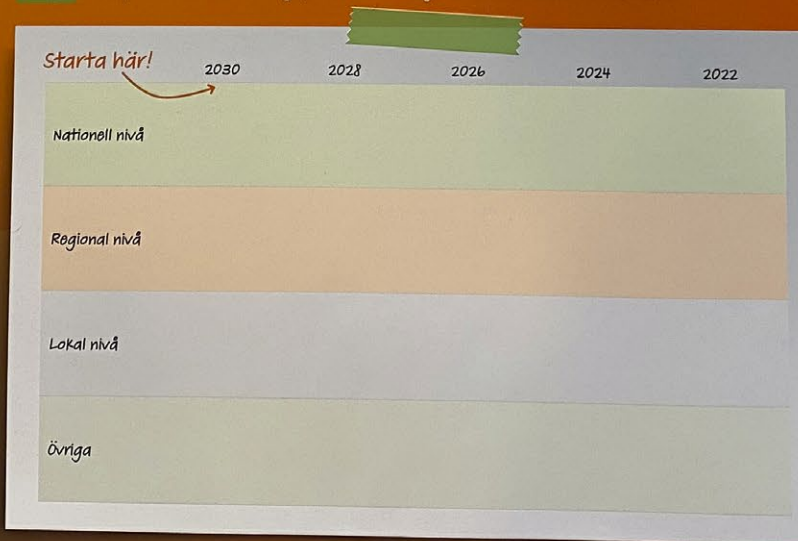 Starta här!
2030 2028 2026 2024 2022
Nationell nivå
Regional nivå
Lokal nivå
Övriga